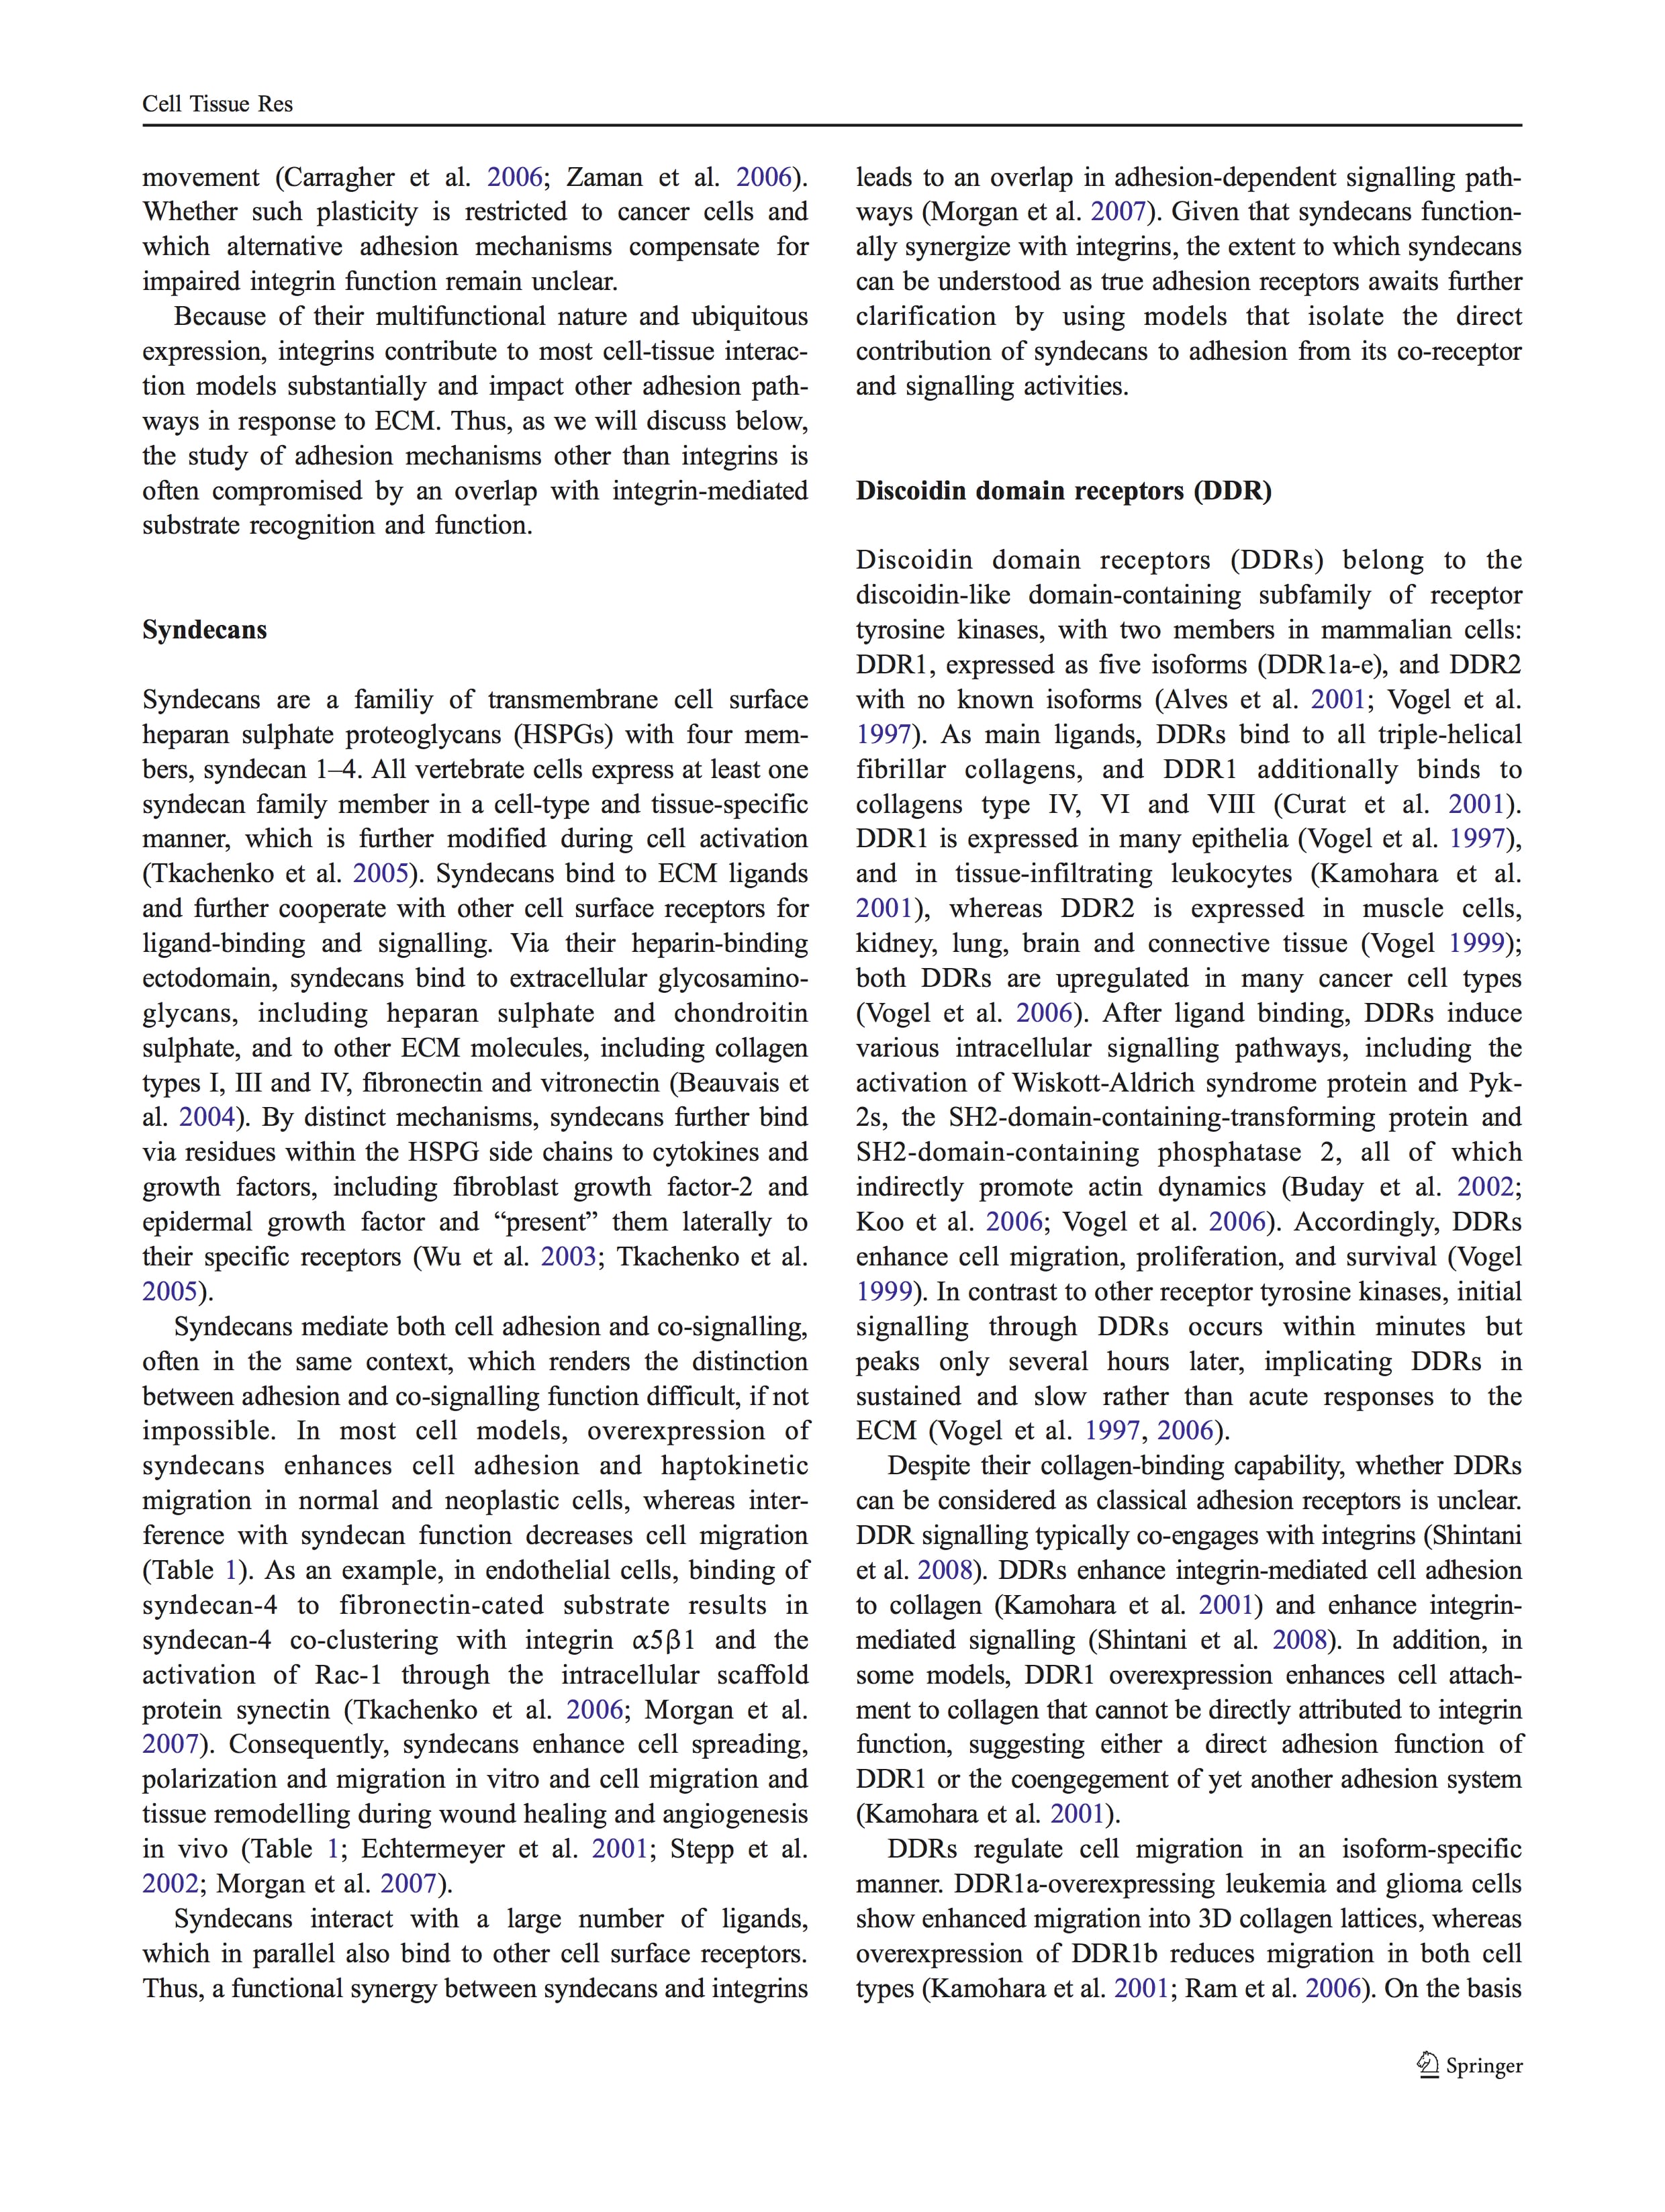 Cell Tissue Res
movement (Carragher et al. 2006; Zaman et al. 2006).
Whether such plasticity is restricted to cancer cells and
which alternative adhesion mechanisms compensate for
impaired integrin function remain unclear.
Because of their multifunctional nature and ubiquitous
expression, integrins contribute to most cell-tissue interac-
tion models substantially and impact other adhesion path-
ways in response to ECM. Thus, as we will discuss below,
the study of adhesion mechanisms other than integrins is
often compromised by an overlap with integrin-mediated
substrate recognition and function.
Syndecans
Syndecans are a familiy of transmembrane cell surface
heparan sulphate proteoglycans (HSPGs) with four mem-
bers, syndecan 1–4. All vertebrate cells express at least one
syndecan family member in a cell-type and tissue-specific
manner, which is further modified during cell activation
(Tkachenko et al. 2005). Syndecans bind to ECM ligands
and further cooperate with other cell surface receptors for
ligand-binding and signalling. Via their heparin-binding
ectodomain, syndecans bind to extracellular glycosamino-
glycans, including heparan sulphate and chondroitin
sulphate, and to other ECM molecules, including collagen
types I, III and IV, fibronectin and vitronectin (Beauvais et
al. 2004). By distinct mechanisms, syndecans further bind
via residues within the HSPG side chains to cytokines and
growth factors, including fibroblast growth factor-2 and
epidermal growth factor and “present” them laterally to
their specific receptors (Wu et al. 2003; Tkachenko et al.
2005).
Syndecans mediate both cell adhesion and co-signalling,
often in the same context, which renders the distinction
between adhesion and co-signalling function difficult, if not
impossible. In most cell models, overexpression of
syndecans enhances cell adhesion and haptokinetic
migration in normal and neoplastic cells, whereas inter-
ference with syndecan function decreases cell migration
(Table 1). As an example, in endothelial cells, binding of
syndecan-4 to fibronectin-cated substrate results in
syndecan-4 co-clustering with integrin α5β1 and the
activation of Rac-1 through the intracellular scaffold
protein synectin (Tkachenko et al. 2006; Morgan et al.
2007). Consequently, syndecans enhance cell spreading,
polarization and migration in vitro and cell migration and
tissue remodelling during wound healing and angiogenesis
in vivo (Table 1; Echtermeyer et al. 2001; Stepp et al.
2002; Morgan et al. 2007).
Syndecans interact with a large number of ligands,
which in parallel also bind to other cell surface receptors.
Thus, a functional synergy between syndecans and integrins
leads to an overlap in adhesion-dependent signalling path-
ways (Morgan et al. 2007). Given that syndecans function-
ally synergize with integrins, the extent to which syndecans
can be understood as true adhesion receptors awaits further
clarification by using models that isolate the direct
contribution of syndecans to adhesion from its co-receptor
and signalling activities.
Discoidin domain receptors (DDR)
Discoidin domain receptors (DDRs) belong to the
discoidin-like domain-containing subfamily of receptor
tyrosine kinases, with two members in mammalian cells:
DDR1, expressed as five isoforms (DDR1a-e), and DDR2
with no known isoforms (Alves et al. 2001; Vogel et al.
1997). As main ligands, DDRs bind to all triple-helical
fibrillar collagens, and DDR1 additionally binds to
collagens type IV, VI and VIII (Curat et al. 2001).
DDR1 is expressed in many epithelia (Vogel et al. 1997),
and in tissue-infiltrating leukocytes (Kamohara et al.
2001), whereas DDR2 is expressed in muscle cells,
kidney, lung, brain and connective tissue (Vogel 1999);
both DDRs are upregulated in many cancer cell types
(Vogel et al. 2006). After ligand binding, DDRs induce
various intracellular signalling pathways, including the
activation of Wiskott-Aldrich syndrome protein and Pyk-
2s, the SH2-domain-containing-transforming protein and
SH2-domain-containing phosphatase 2, all of which
indirectly promote actin dynamics (Buday et al. 2002;
Koo et al. 2006; Vogel et al. 2006). Accordingly, DDRs
enhance cell migration, proliferation, and survival (Vogel
1999). In contrast to other receptor tyrosine kinases, initial
signalling through DDRs occurs within minutes but
peaks only several hours later, implicating DDRs in
sustained and slow rather than acute responses to the
ECM (Vogel et al. 1997, 2006).
Despite their collagen-binding capability, whether DDRs
can be considered as classical adhesion receptors is unclear.
DDR signalling typically co-engages with integrins (Shintani
et al. 2008). DDRs enhance integrin-mediated cell adhesion
to collagen (Kamohara et al. 2001) and enhance integrin-
mediated signalling (Shintani et al. 2008). In addition, in
some models, DDR1 overexpression enhances cell attach-
ment to collagen that cannot be directly attributed to integrin
function, suggesting either a direct adhesion function of
DDR1 or the coengegement of yet another adhesion system
(Kamohara et al. 2001).
DDRs regulate cell migration in an isoform-specific
manner. DDR1a-overexpressing leukemia and glioma cells
show enhanced migration into 3D collagen lattices, whereas
overexpression of DDR1b reduces migration in both cell
types (Kamohara et al. 2001; Ram et al. 2006). On the basis
Springer